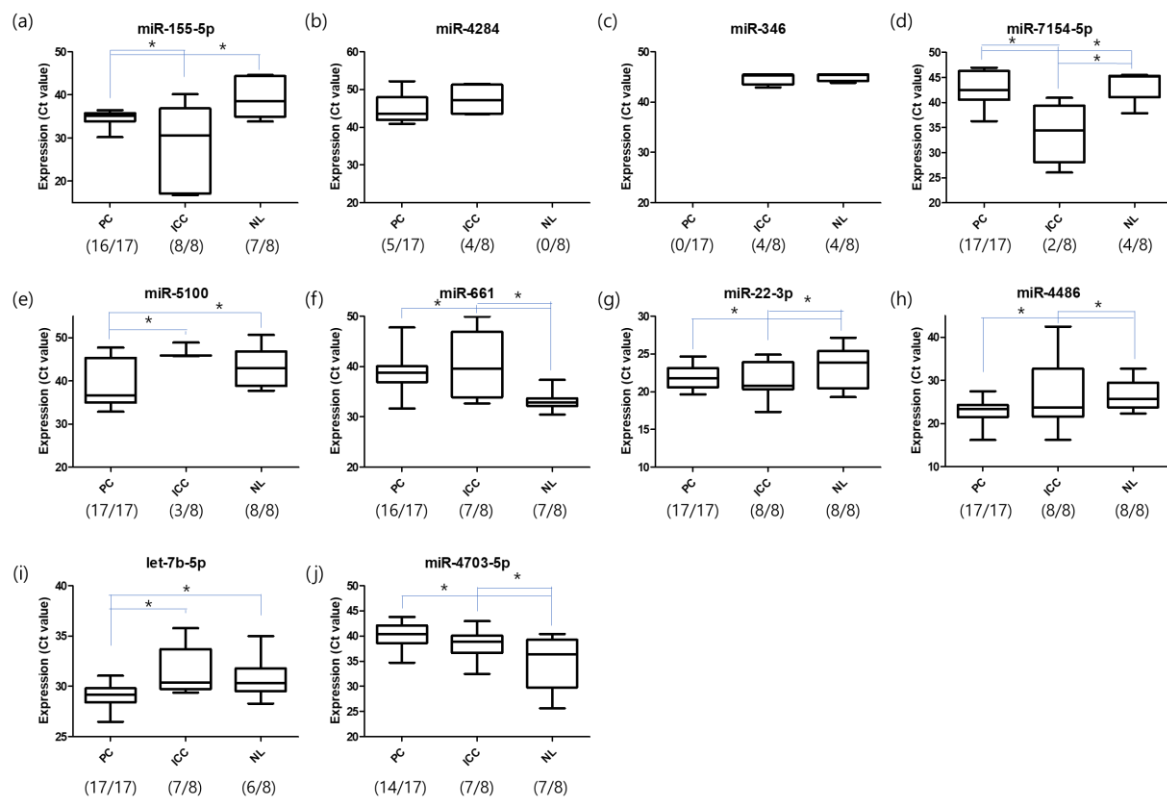 (a)
miR-155-5p
*
*
Expression (Ct value)
50
40
30
20
PC
ICC
NL
(16/17)
(8/8)
(7/8)
(b)
miR-4284
Expression (Ct value)
60
50
40
30
20
PC
ICC
NL
(5/17)
(4/8)
(0/8)
(c)
miR-346
Expression (Ct value)
50
40
30
20
PC
ICC
NL
(0/17)
(4/8)
(4/8)
(d)
miR-7154-5p
*
*
*
Expression (Ct value)
50
45
40
35
30
25
20
PC
ICC
NL
(17/17)
(2/8)
(4/8)
(e)
miR-5100
*
*
Expression (Ct value)
50
40
30
20
PC
ICC
NL
(17/17)
(3/8)
(8/8)
(f)
miR-661
*
*
Expression (Ct value)
50
40
30
20
PC
ICC
NL
(16/17)
(7/8)
(7/8)
(g)
miR-22-3p
*
*
Expression (Ct value)
30
25
20
15
10
PC
ICC
NL
(17/17)
(8/8)
(8/8)
(h)
miR-4486
*
*
Expression (Ct value)
40
30
20
10
PC
ICC
NL
(17/17)
(8/8)
(8/8)
(i)
let-7b-5p
*
*
Expression (Ct value)
40
35
30
25
PC
ICC
NL
(17/17)
(7/8)
(6/8)
(j)
miR-4703-5p
*
*
Expression (Ct value)
50
45
40
35
30
25
20
PC
ICC
NL
(14/17)
(7/8)
(7/8)